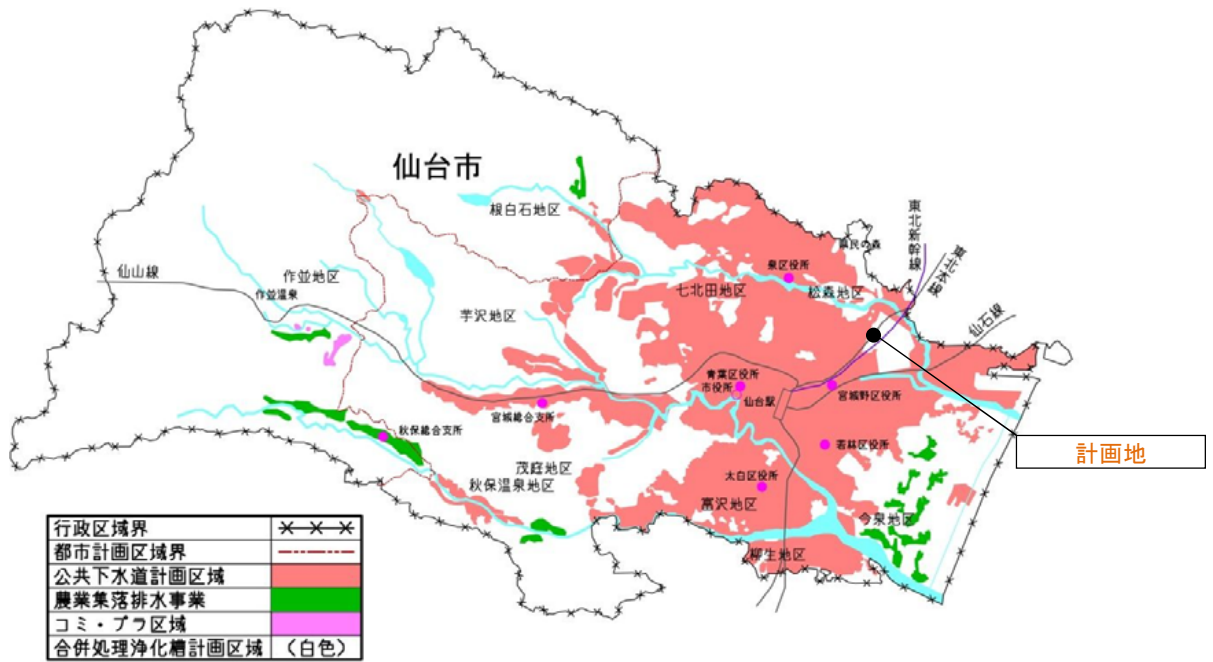 仙台市
根白石地区
東北新幹線
県民の森
東北本線
仙山線
作並地区
作並温泉
泉区役所
七北田地区
松森地区
芋沢地区
仙石線
青葉区役所
市役所
仙台駅
宮城野区役所
宮城総合支所
秋保総合支所
若林区役所
計画地
茂庭地区
秋保温泉地区
太白区役所
富沢地区
今泉地区
柳生地区
行政区域界
都市計画区域界
公共下水道計画区域
農業集落排水事業
コミ・プラ区域
合併処理浄化槽計画区域 (白色)